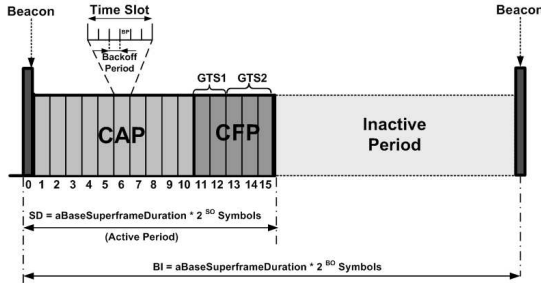 Beacon
Time Slot
Beacon
BP
Backoff
Period
GTS1 GTS2
CAP
CFP
Inactive
Period
0 1 2 3 4 5 6 7 8 9 10 11 12 13 14 15
SD = aBaseSuperframeDuration * 2 SO Symbols
(Active Period)
BI = aBaseSuperframeDuration * 2 BO Symbols